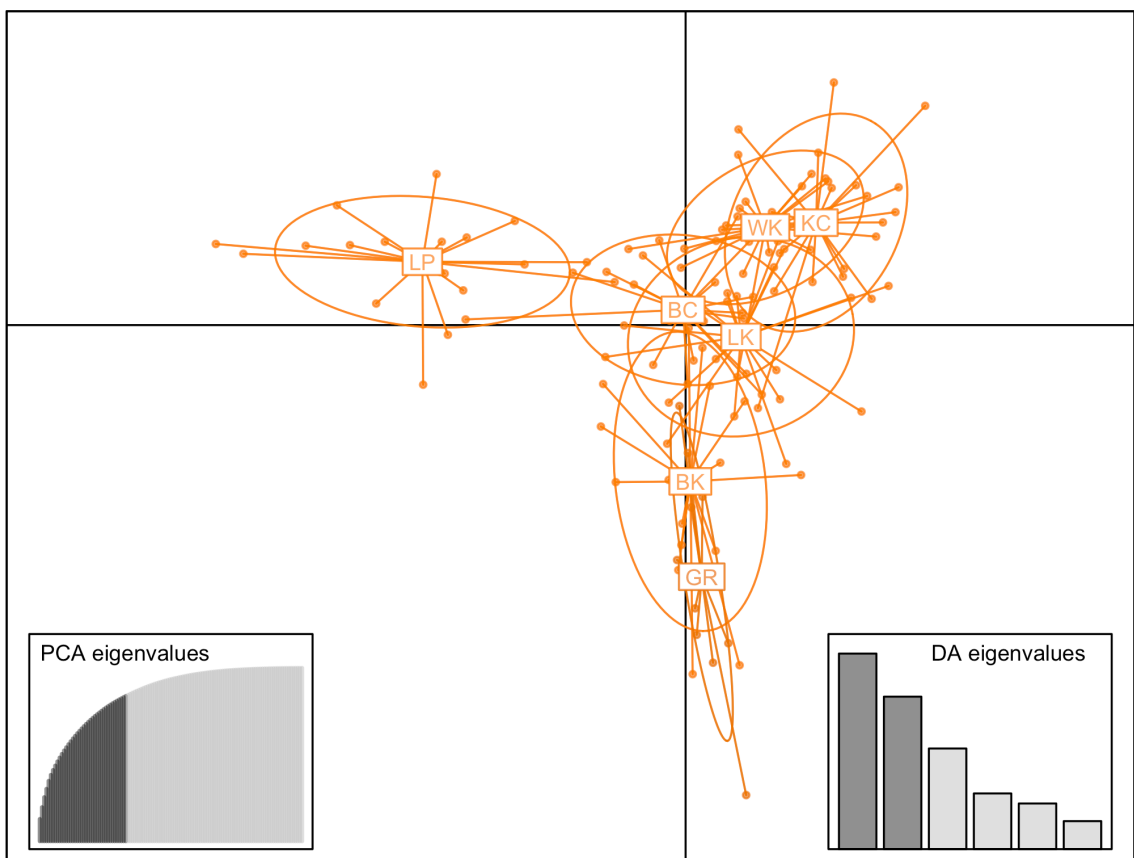 WK
KC
LP
BC
LK
BK
GR
PCA eigenvalues
DA eigenvalues